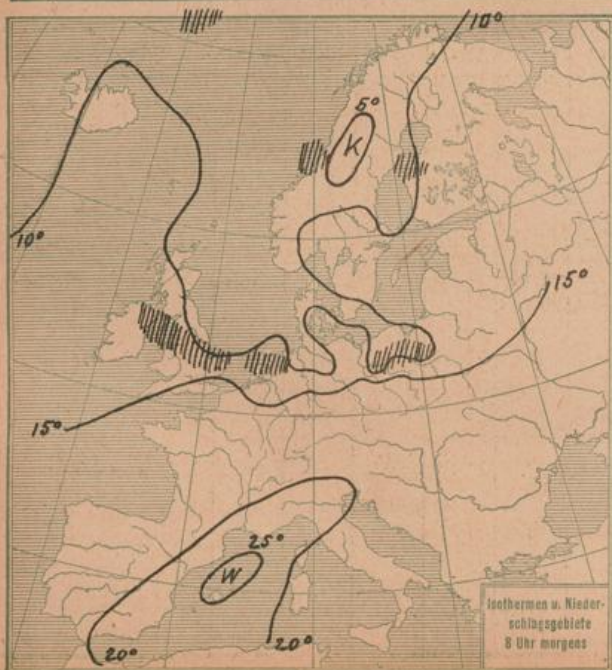 10°
5°
K
10°
15°
15°
25°
W
20°
20°
Isothermen u. Nieder-
schlagsgebiete
8 Uhr morgens